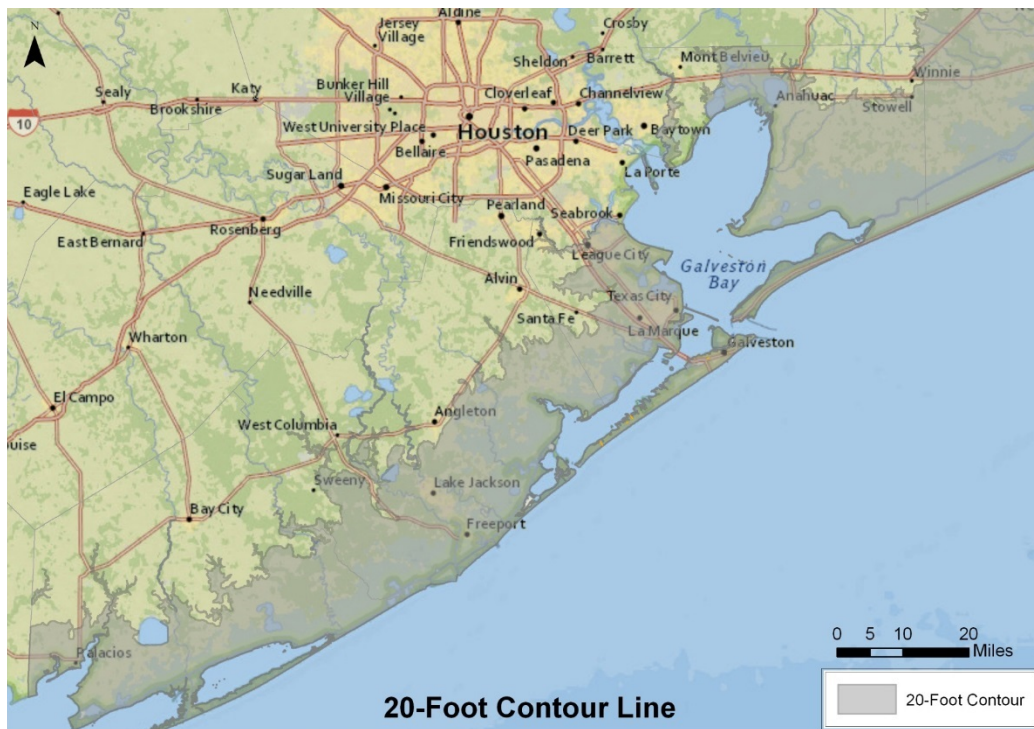 N
Jersey
Village
Aldine
Crosby
Sheldon
Barrett
Mont Belvieu
Winnie
Sealy
Brookshire
Katy
Bunker Hill
Village
Cloverleaf
Channelview
Anahuac
Stowell
10
West University Place
Houston
Deer Park
Baytown
Bellaire
Pasadena
La Porte
Eagle Lake
Sugar Land
Missouri City
Pearland
Seabrook
East Bernard
Rosenberg
Friendswood
League City
Galveston
Bay
Needville
Alvin
Texas City
Santa Fe
La Marque
Wharton
Galveston
El Campo
ouise
West Columbia
Angleton
Sweeny
Lake Jackson
Bay City
Freeport
Palacios
0 5 10 20
Miles
20-Foot Contour Line
20-Foot Contour